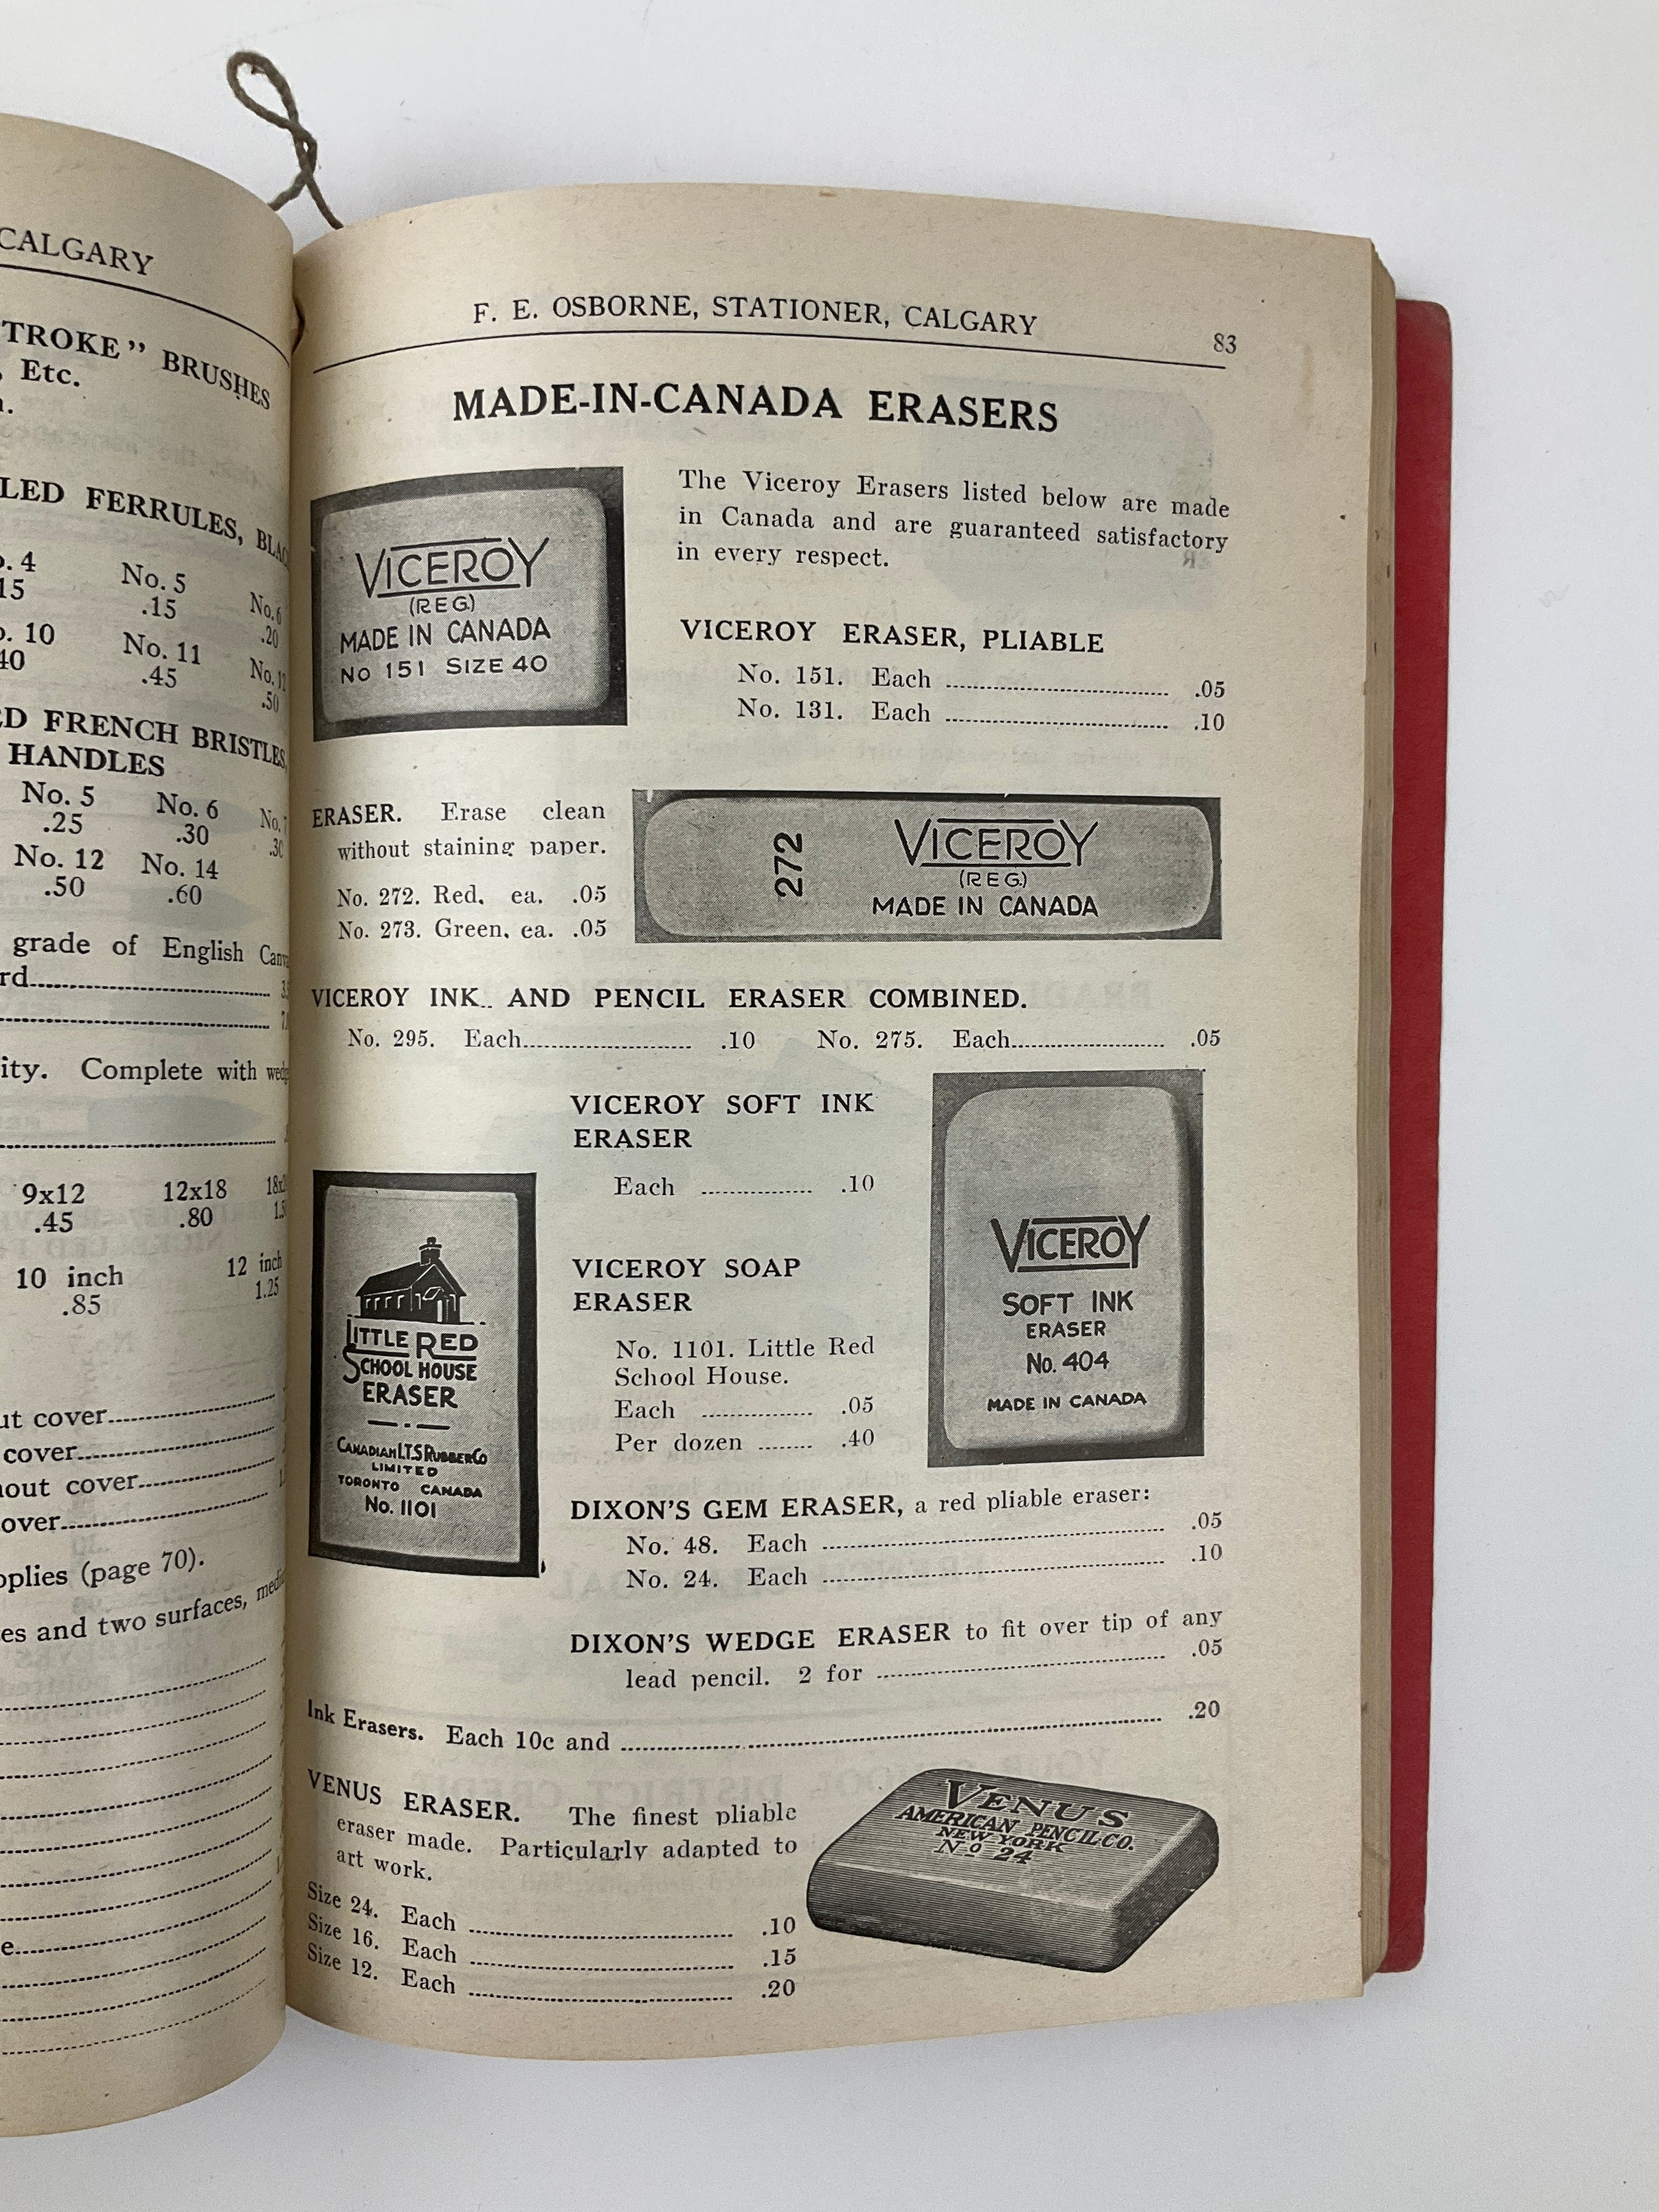 CALGARY
TROKE" BRUSHES
, Etc.
LED FERRULES,
No. 5
.15
.20
No. 11
.45
.50
FRENCH BRISTLES,
HANDLES
No. 5 No. 6
.25 .30
No. 12 No. 14
.50 .60
grade of English
ity. Complete with
9x12 12x18
.45 .80
10 inch 12 inch
.85 1.25
cover
cover
cover
(page 70).
and two surfaces,
F. E. OSBORNE, STATIONER, CALGARY
83
MADE-IN-CANADA ERASERS
VICEROY
(REG.)
MADE IN CANADA
NO 151 SIZE 40
The Viceroy Erasers listed below are made
in Canada and are guaranteed satisfactory
in every respect.
VICEROY ERASER, PLIABLE
No. 151. Each .05
No. 131. Each .10
ERASER. Erase clean
without staining paper.
No. 272. Red, ea. .05
No. 273. Green, ea. .05
272
VICEROY
(REG.)
MADE IN CANADA
VICEROY INK AND PENCIL ERASER COMBINED.
No. 295. Each .10 No. 275. Each .05
VICEROY SOFT INK
ERASER
Each .10
VICEROY SOAP
ERASER
No. 1101. Little Red
School House.
Each .05
Per dozen .40
LITTLE RED
SCHOOL HOUSE
ERASER
CANADIAN I.T.S RUBBER CO
LIMITED
TORONTO CANADA
No. 1101
VICEROY
SOFT INK
ERASER
No. 404
MADE IN CANADA
DIXON'S GEM ERASER, a red pliable eraser:
No. 48. Each .05
No. 24. Each .10
DIXON'S WEDGE ERASER to fit over tip of any
lead pencil. 2 for .05
Ink Erasers. Each 10c and .20
VENUS ERASER. The finest pliable
eraser made. Particularly adapted to
art work.
Size 24. Each .10
Size 16. Each .15
Size 12. Each .20
VENUS
AMERICAN PENCIL CO.
NEW YORK
No 24